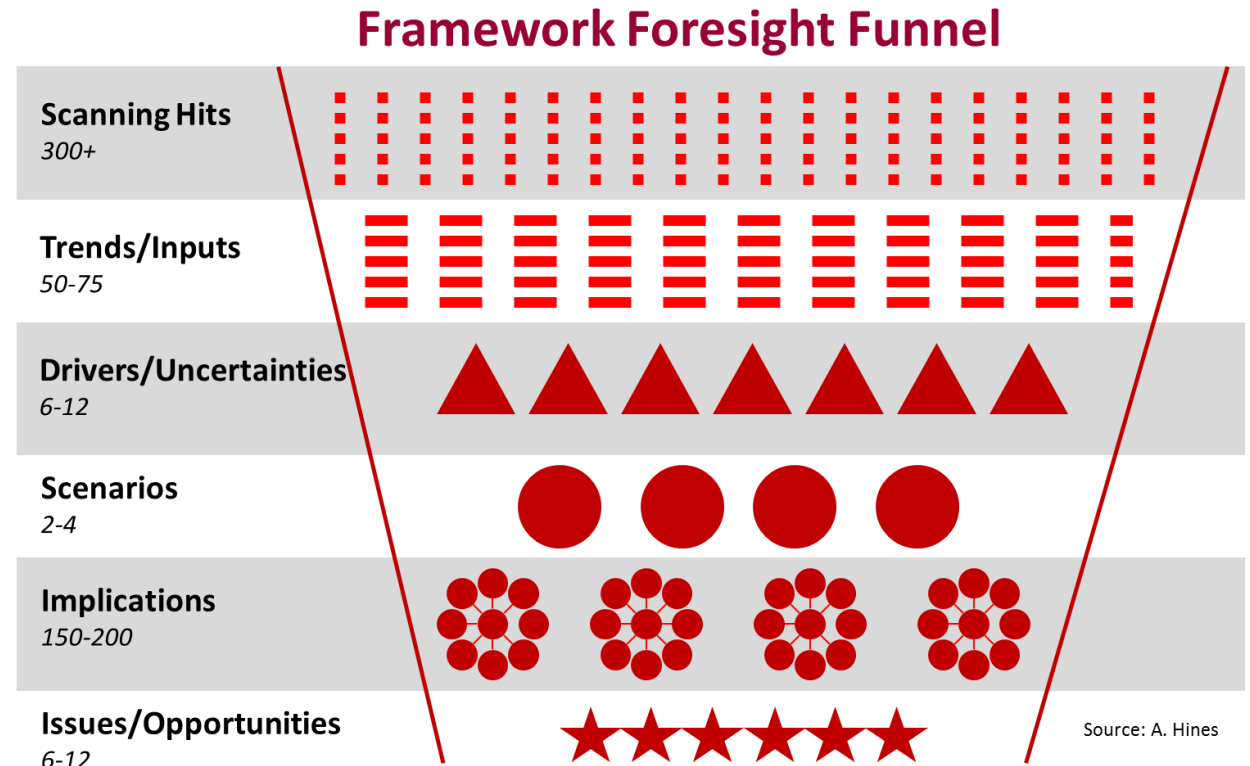 Framework Foresight Funnel
Scanning Hits
300+
Trends/Inputs
50-75
Drivers/Uncertainties
6-12
Scenarios
2-4
Implications
150-200
Issues/Opportunities
6-12
Source: A. Hines